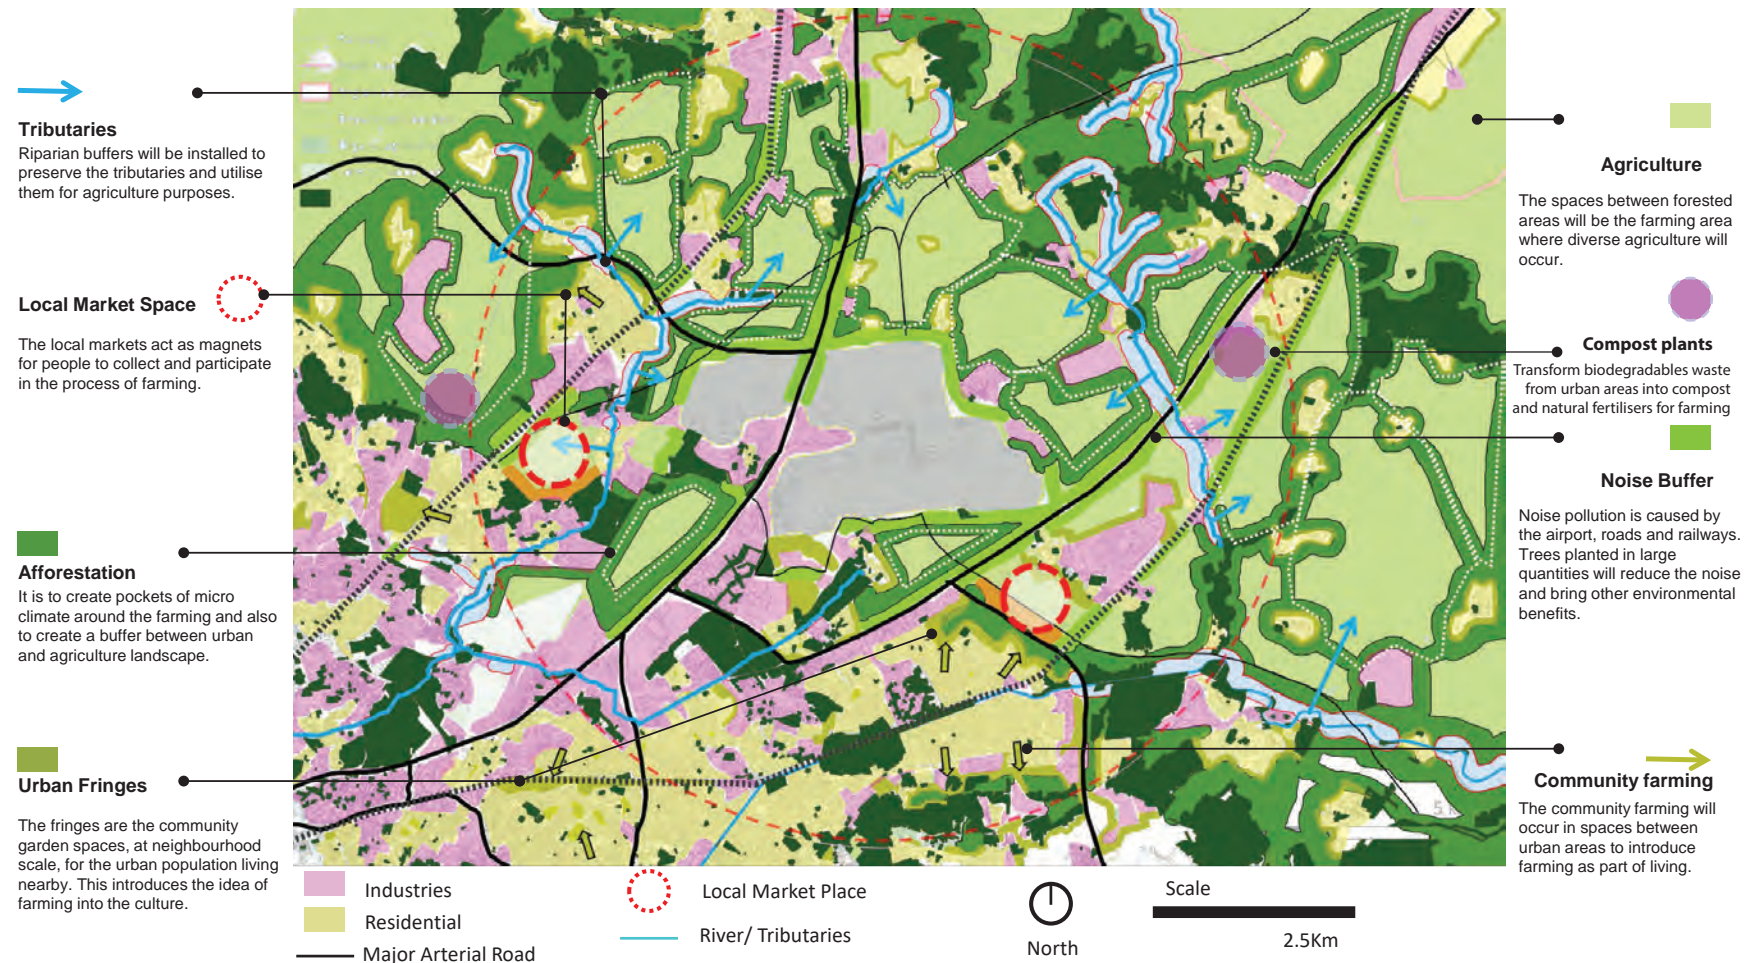 Tributaries
Riparian buffers will be installed to
preserve the tributaries and utilise
them for agriculture purposes.
Local Market Space
The local markets act as magnets
for people to collect and participate
in the process of farming.
Afforestation
It is to create pockets of micro
climate around the farming and also
to create a buffer between urban
and agriculture landscape.
Urban Fringes
The fringes are the community
garden spaces, at neighbourhood
scale, for the urban population living
nearby. This introduces the idea of
farming into the culture.
Agriculture
The spaces between forested
areas will be the farming area
where diverse agriculture will
occur.
Compost plants
Transform biodegradables waste
from urban areas into compost
and natural fertilisers for farming
Noise Buffer
Noise pollution is caused by
the airport, roads and railways.
Trees planted in large
quantities will reduce the noise
and bring other environmental
benefits.
Community farming
The community farming will
occur in spaces between
urban areas to introduce
farming as part of living.
Industries
Residential
Major Arterial Road
Local Market Place
River/ Tributaries
North
Scale
2.5Km